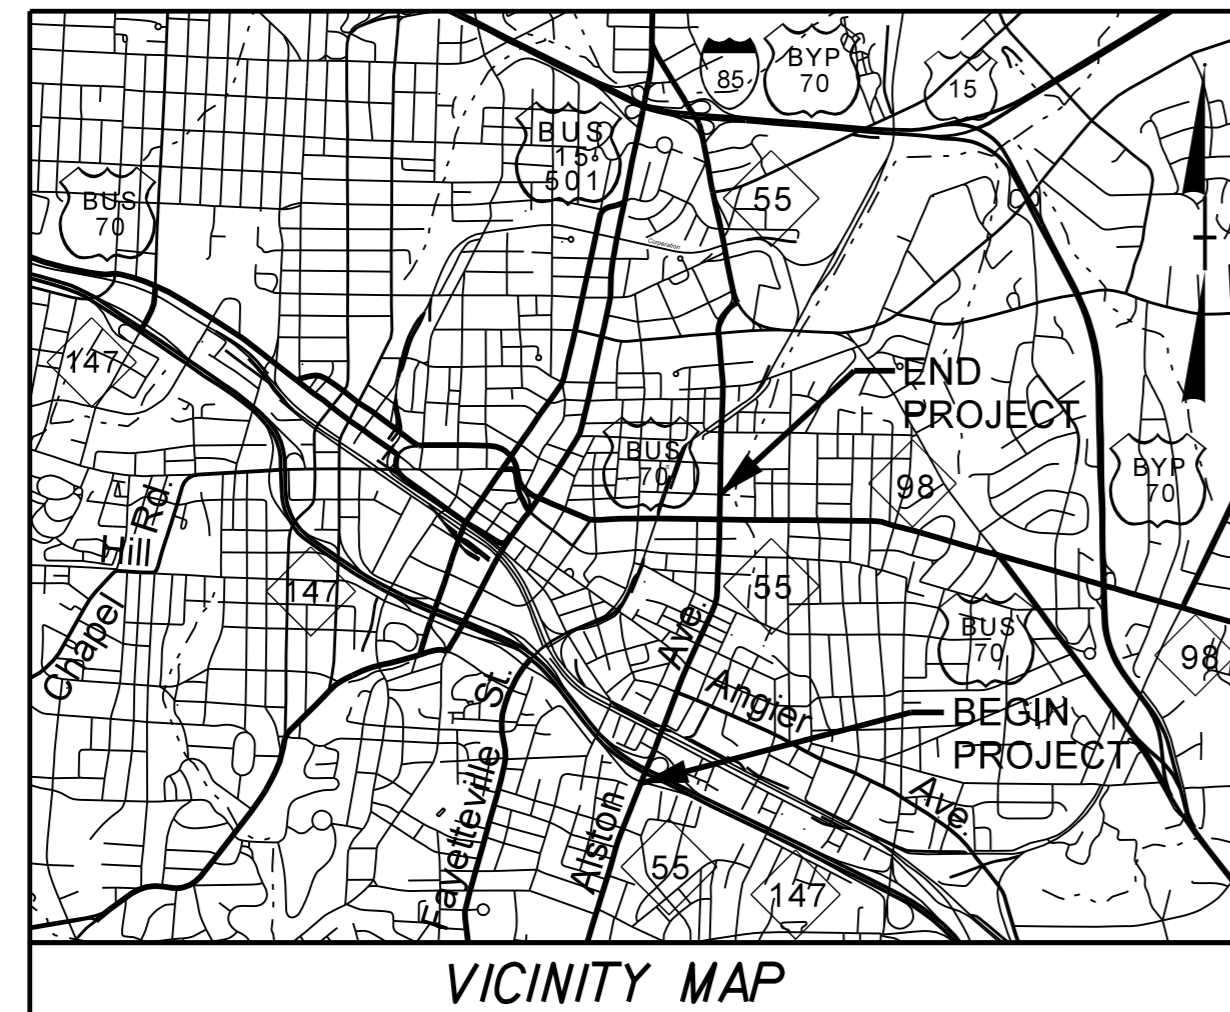 85
BYP
70
15
BUS
15
501
BUS
70
55
Corporation
147
END
PROJECT
BUS
70
98
BYP
70
Chapel
Hill
Rd.
147
55
Ave.
BUS
70
98
Angier
Ave.
Fayetteville
St.
BEGIN
PROJECT
Alston
55
147
VICINITY MAP